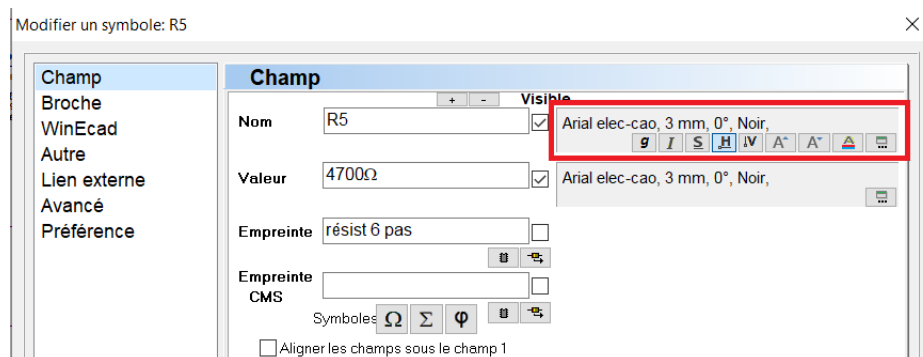 Modifier un symbole: R5
Champ
Broche
WinEcad
Autre
Lien externe
Avancé
Préférence
Champ
+ - Visible
Nom R5 Arial elec-cao, 3 mm, 0°, Noir,
g I S H IV A A A
Valeur 4700Ω Arial elec-cao, 3 mm, 0°, Noir,
Empreinte résist 6 pas
Empreinte
CMS
Symboles Ω Σ φ
Aligner les champs sous le champ 1